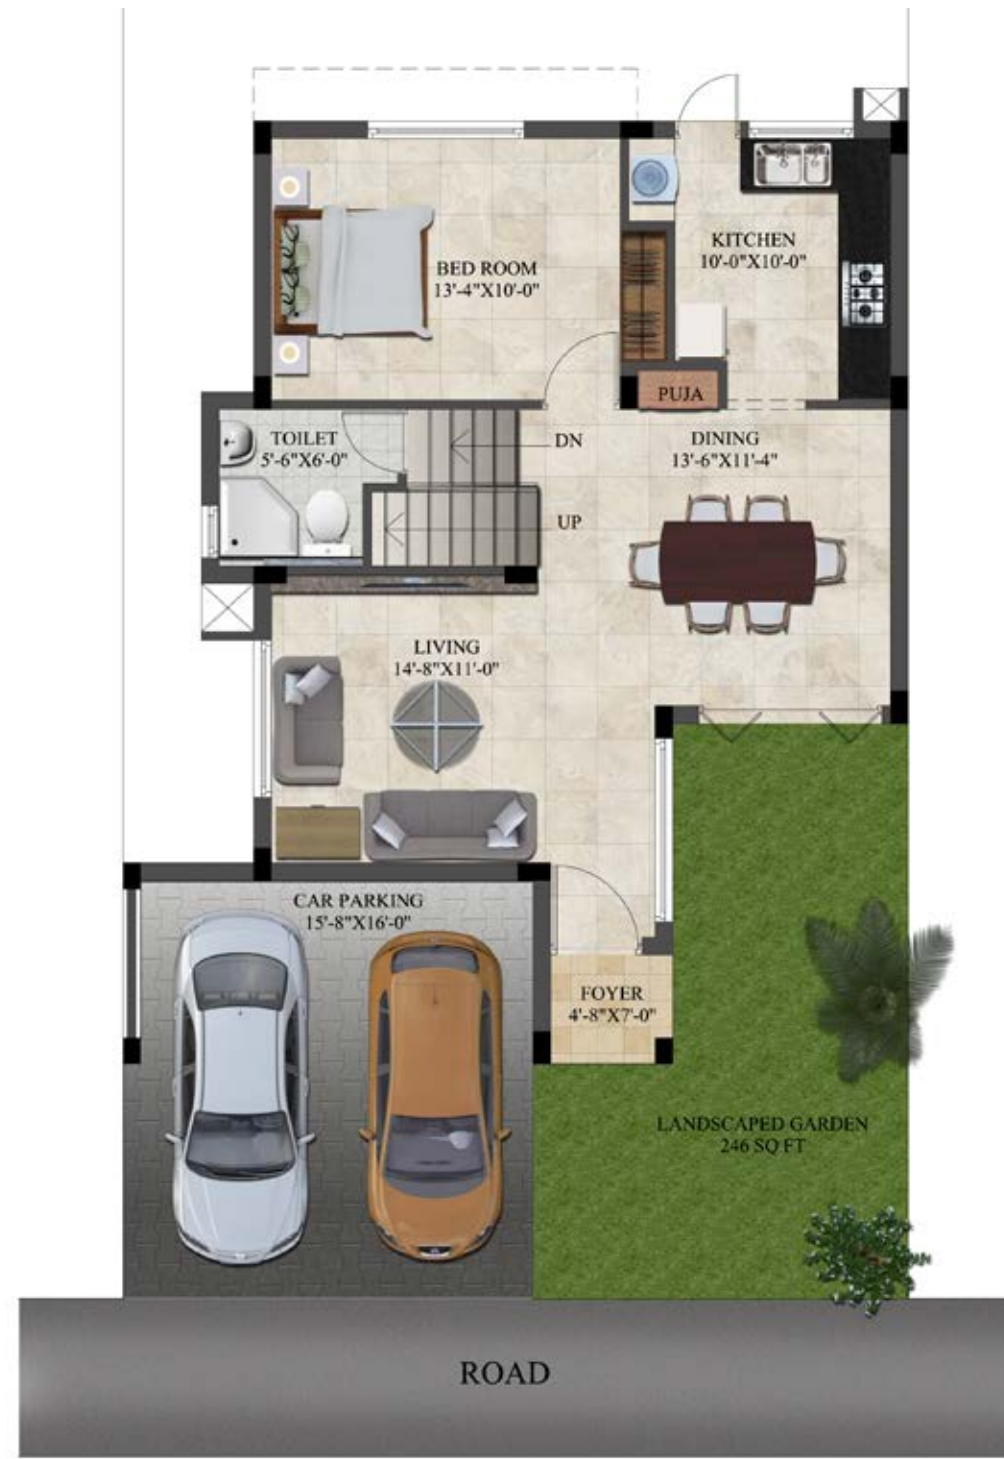 KITCHEN
10'-0"X10'-0"
BED ROOM
13'-4"X10'-0"
PUJA
TOILET
5'-6"X6'-0"
DN
DINING
13'-6"X11'-4"
UP
LIVING
14'-8"X11'-0"
CAR PARKING
15'-8"X16'-0"
FOYER
4'-8"X7'-0"
LANDSCAPED GARDEN
246 SQ FT
ROAD